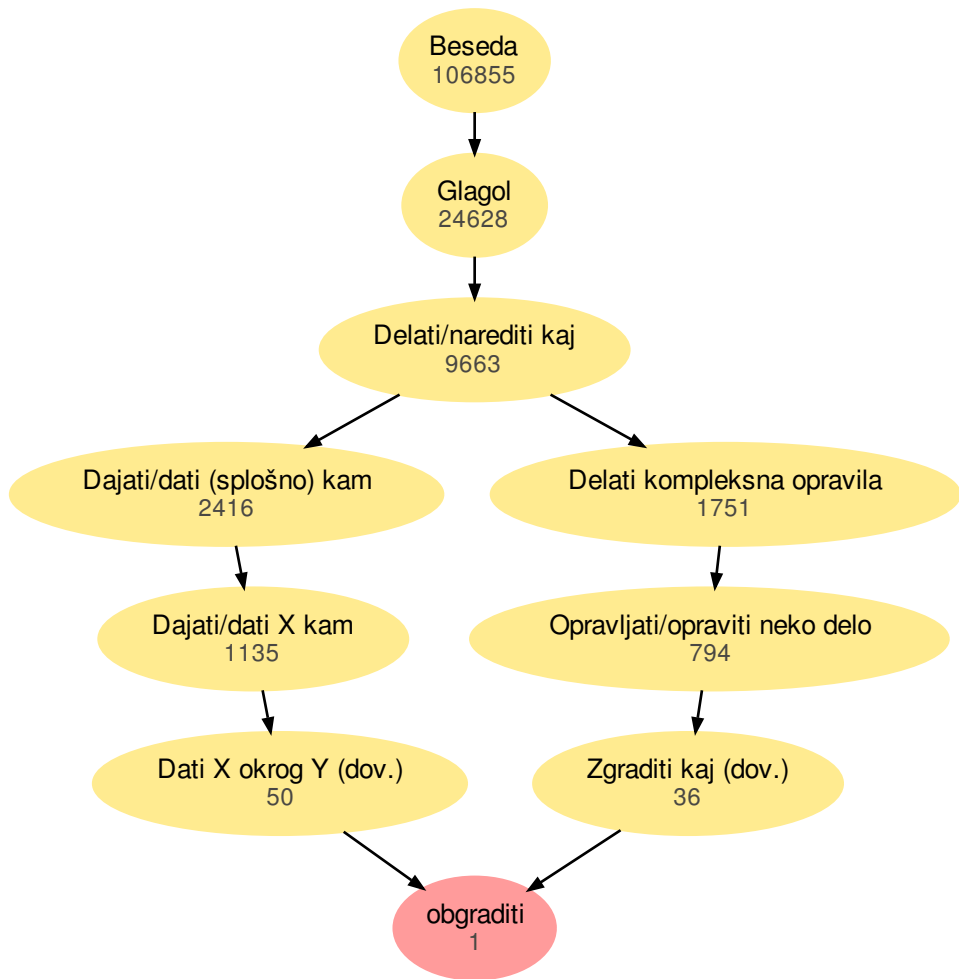 Beseda
106855
Glagol
24628
Delati/narediti kaj
9663
Dajati/dati (splošno) kam
2416
Delati kompleksna opravila
1751
Dajati/dati X kam
1135
Opravljati/opraviti neko delo
794
Dati X okrog Y (dov.)
50
Zgraditi kaj (dov.)
36
obgraditi
1